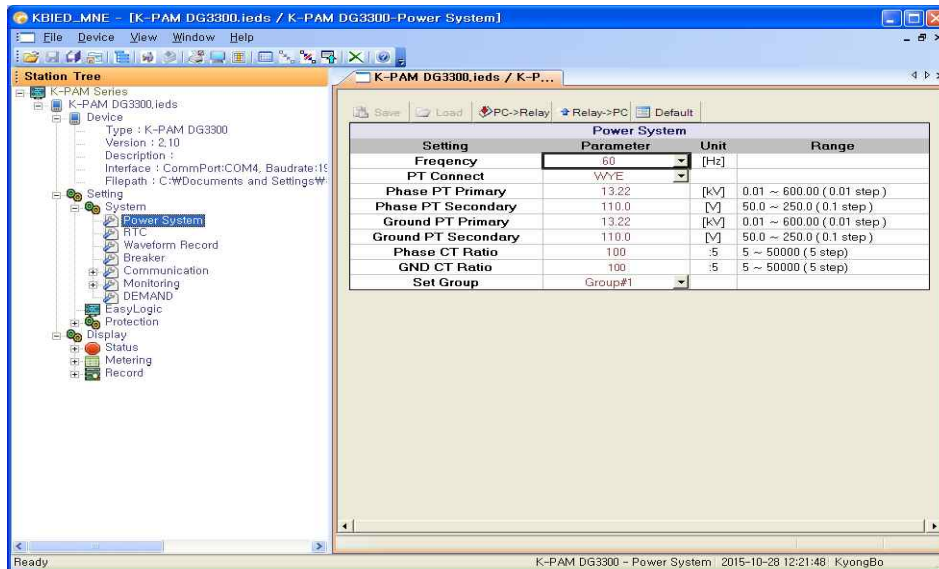 KBIED_MNE - [K-PAM DG3300.ieds / K-PAM DG3300-Power System]
File Device View Window Help
Station Tree
K-PAM Series
K-PAM DG3300.ieds
Device
Type : K-PAM DG3300
Version : 2.10
Description :
Interface : CommPort:COM4, Baudrate:19
Filepath : C:₩Documents and Settings₩
Setting
System
Power System
RTC
Waveform Record
Breaker
Communication
Monitoring
DEMAND
EasyLogic
Protection
Display
Status
Metering
Record
K-PAM DG3300.ieds / K-P...
Save Load PC->Relay Relay->PC Default
Power System
Setting Parameter Unit Range
Freqency 60 [Hz]
PT Connect WYE
Phase PT Primary 13.22 [kV] 0.01 ~ 600.00 ( 0.01 step )
Phase PT Secondary 110.0 [V] 50.0 ~ 250.0 ( 0.1 step )
Ground PT Primary 13.22 [kV] 0.01 ~ 600.00 ( 0.01 step )
Ground PT Secondary 110.0 [V] 50.0 ~ 250.0 ( 0.1 step )
Phase CT Ratio 100 :5 5 ~ 50000 ( 5 step )
GND CT Ratio 100 :5 5 ~ 50000 ( 5 step )
Set Group Group#1
Ready K-PAM DG3300 - Power System 2015-10-28 12:21:48 KyongBo